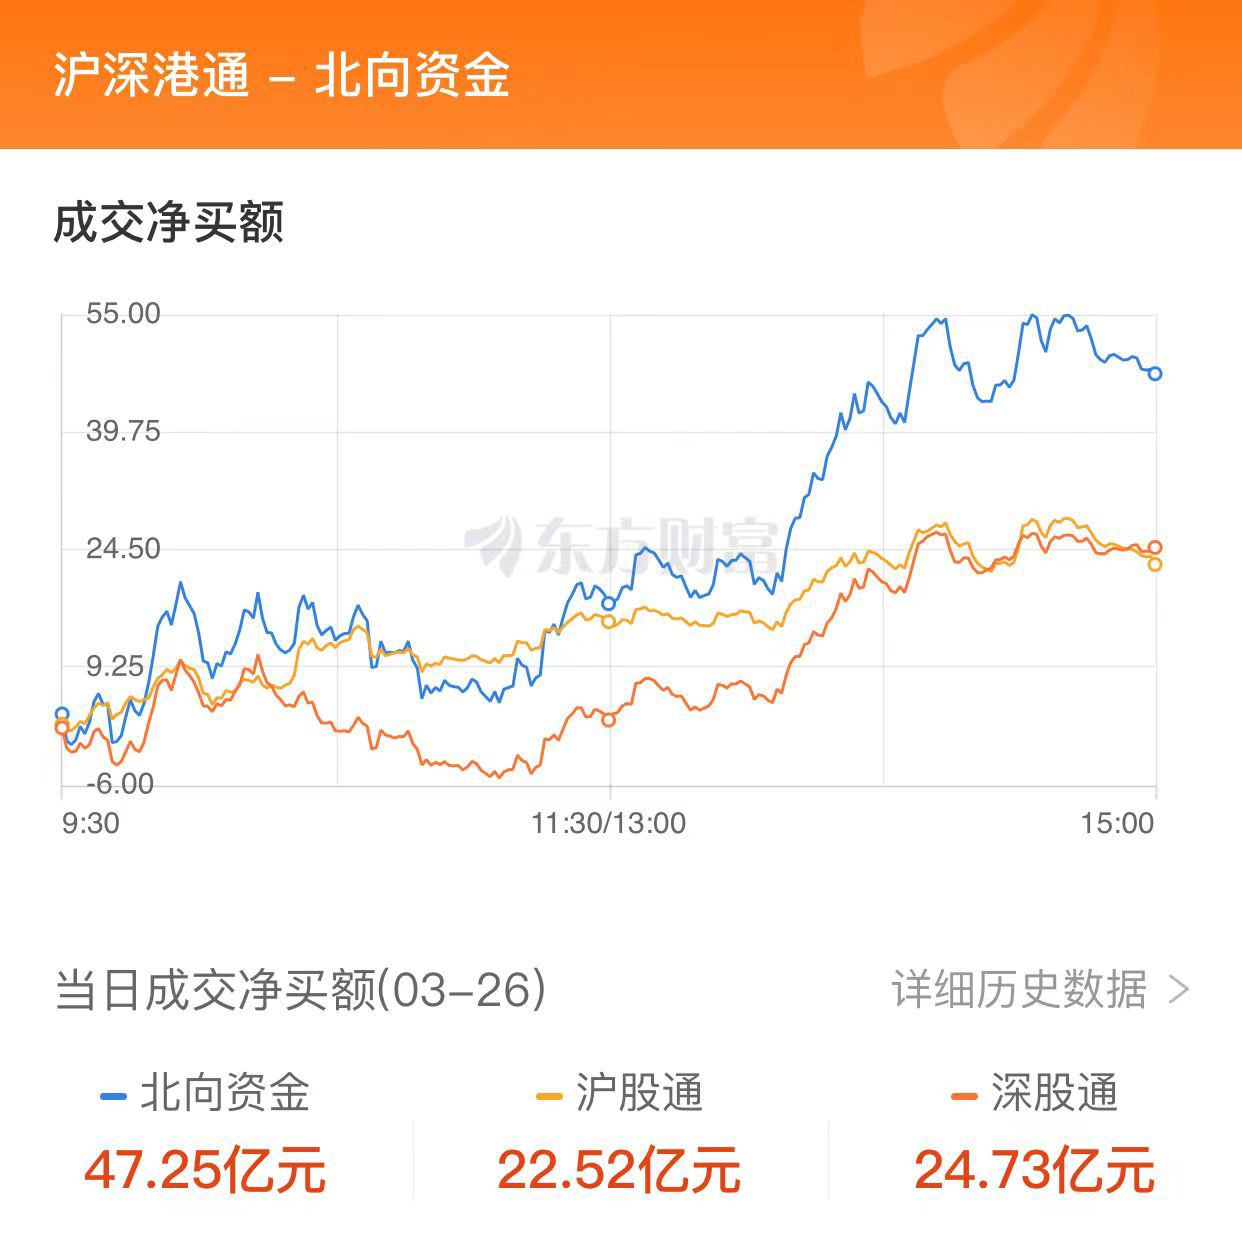 沪深港通 – 北向资金
成交净买额
55.00
39.75
东方财富
24.50
9.25
-6.00
9:30 11:30/13:00 15:00
当日成交净买额(03–26) 详细历史数据 >
北向资金 沪股通 深股通
47.25亿元 22.52亿元 24.73亿元